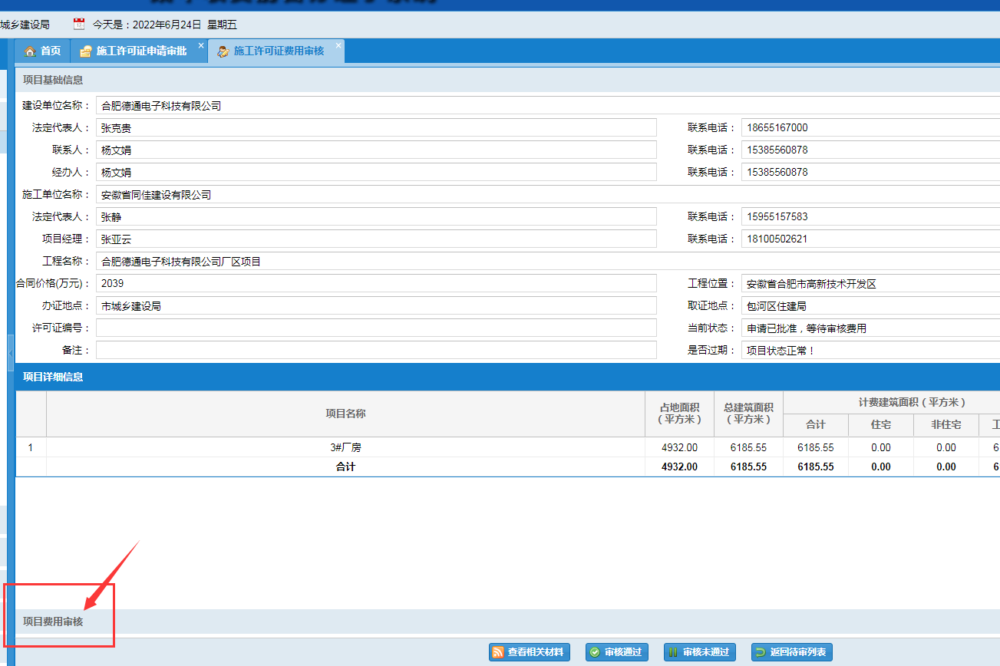 城乡建设局 今天是：2022年6月24日 星期五
首页 施工许可证申请审批 施工许可证费用审核
项目基础信息
建设单位名称： 合肥德通电子科技有限公司
法定代表人： 张克贵 联系电话： 18655167000
联系人： 杨文娟 联系电话： 15385560878
经办人： 杨文娟 联系电话： 15385560878
施工单位名称： 安徽省同佳建设有限公司
法定代表人： 张静 联系电话： 15955157583
项目经理： 张亚云 联系电话： 18100502621
工程名称： 合肥德通电子科技有限公司厂区项目
合同价格(万元)： 2039 工程位置： 安徽省合肥市高新技术开发区
办证地点： 市城乡建设局 取证地点： 包河区住建局
许可证编号： 当前状态： 申请已批准，等待审核费用
备注： 是否过期： 项目状态正常！
项目详细信息
项目名称 占地面积（平方米） 总建筑面积（平方米） 计费建筑面积（平方米）
合计 住宅 非住宅
1 3#厂房 4932.00 6185.55 6185.55 0.00 0.00 6
合计 4932.00 6185.55 6185.55 0.00 0.00 6
项目费用审核
查看相关材料 审核通过 审核未通过 返回待审列表